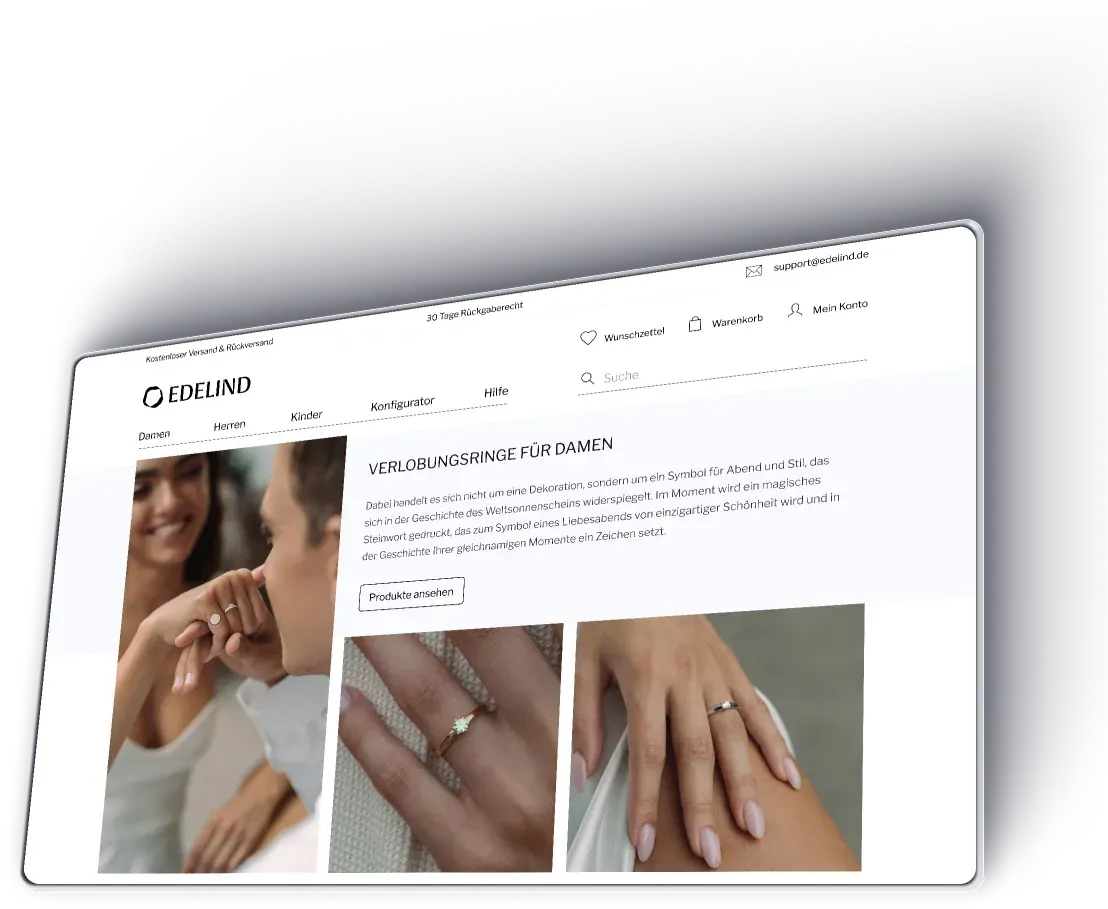 Kostenloser Versand & Rückversand
30 Tage Rückgaberecht
support@edelind.de
EDELIND
Wunschzettel
Warenkorb
Mein Konto
Suche
Damen
Herren
Kinder
Konfigurator
Hilfe
VERLOBUNGSRINGE FÜR DAMEN
Dabei handelt es sich nicht um eine Dekoration, sondern um ein Symbol für Abend und Stil, das
sich in der Geschichte des Weltsonnenscheins widerspiegelt. Im Moment wird ein magisches
Steinwort gedruckt, das zum Symbol eines Liebesabends von einzigartiger Schönheit wird und in
der Geschichte Ihrer gleichnamigen Momente ein Zeichen setzt.
Produkte ansehen